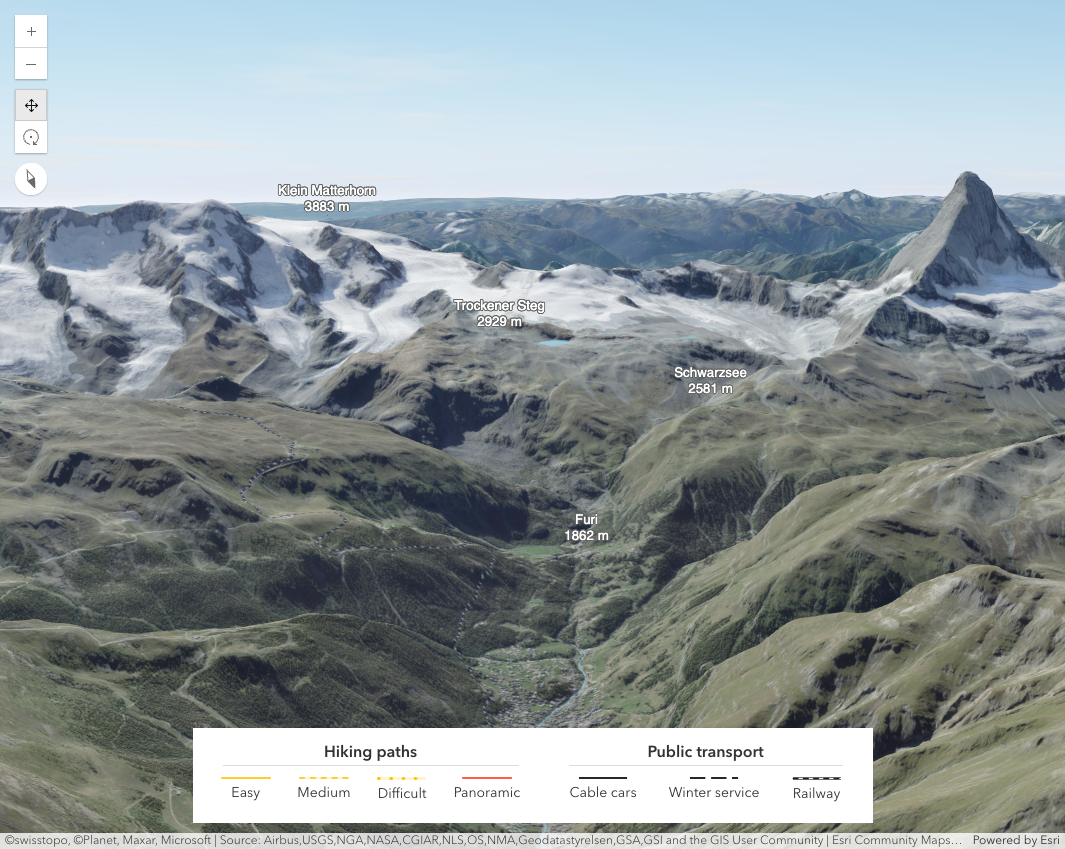 +
−
Klein Matterhorn
3883 m
Trockener Steg
2929 m
Schwarzsee
2581 m
Furi
1862 m
Hiking paths
Public transport
Easy
Medium
Difficult
Panoramic
Cable cars
Winter service
Railway
©swisstopo, ©Planet, Maxar, Microsoft | Source: Airbus,USGS,NGA,NASA,CGIAR,NLS,OS,NMA,Geodatastyrelsen,GSA,GSI and the GIS User Community | Esri Community Maps… Powered by Esri